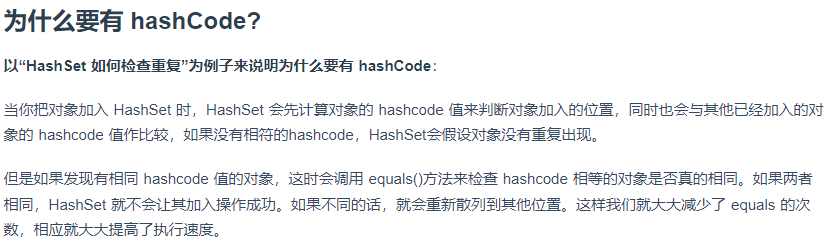 为什么要有 hashCode?
以“HashSet 如何检查重复”为例子来说明为什么要有 hashCode：
当你把对象加入 HashSet 时，HashSet 会先计算对象的 hashcode 值来判断对象加入的位置，同时也会与其他已经加入的对
象的 hashcode 值作比较，如果没有相符的hashcode，HashSet会假设对象没有重复出现。
但是如果发现有相同 hashcode 值的对象，这时会调用 equals()方法来检查 hashcode 相等的对象是否真的相同。如果两者
相同，HashSet 就不会让其加入操作成功。如果不同的话，就会重新散列到其他位置。这样我们就大大减少了 equals 的次
数，相应就大大提高了执行速度。